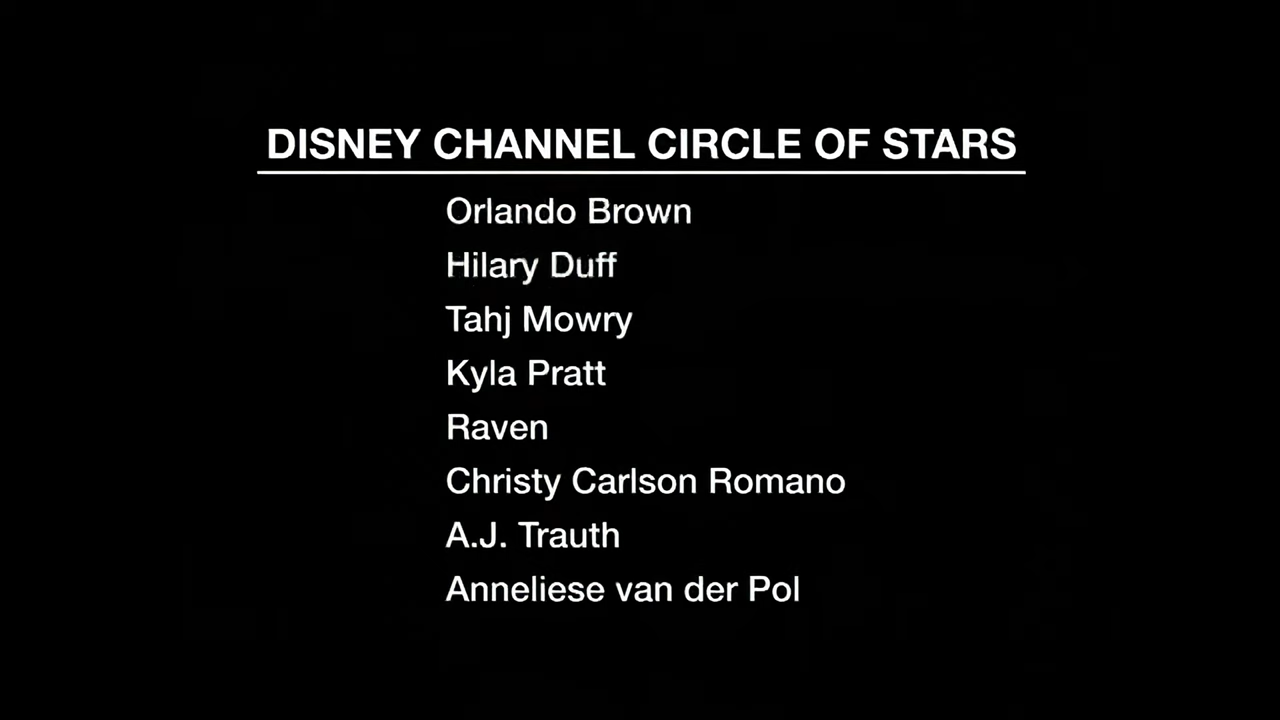 DISNEY CHANNEL CIRCLE OF STARS
Orlando Brown
Hilary Duff
Tahj Mowry
Kyla Pratt
Raven
Christy Carlson Romano
A.J. Trauth
Anneliese van der Pol